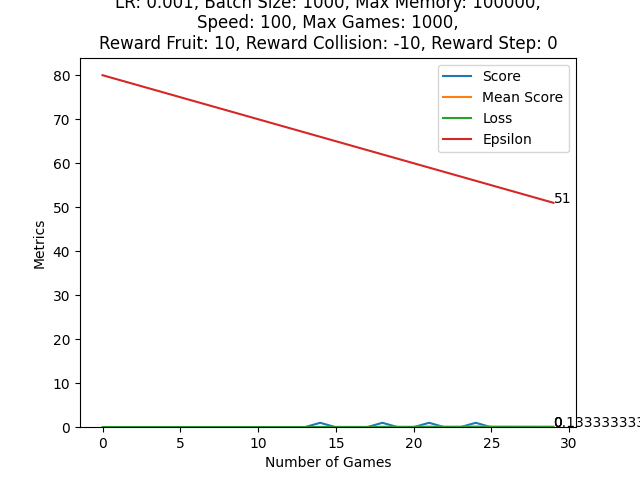 LR: 0.001, Batch Size: 1000, Max Memory: 100000,
Speed: 100, Max Games: 1000,
Reward Fruit: 10, Reward Collision: -10, Reward Step: 0
80
70
60
50
40
30
20
10
0
Metrics
Score
Mean Score
Loss
Epsilon
51
0.133333333
0 5 10 15 20 25 30
Number of Games